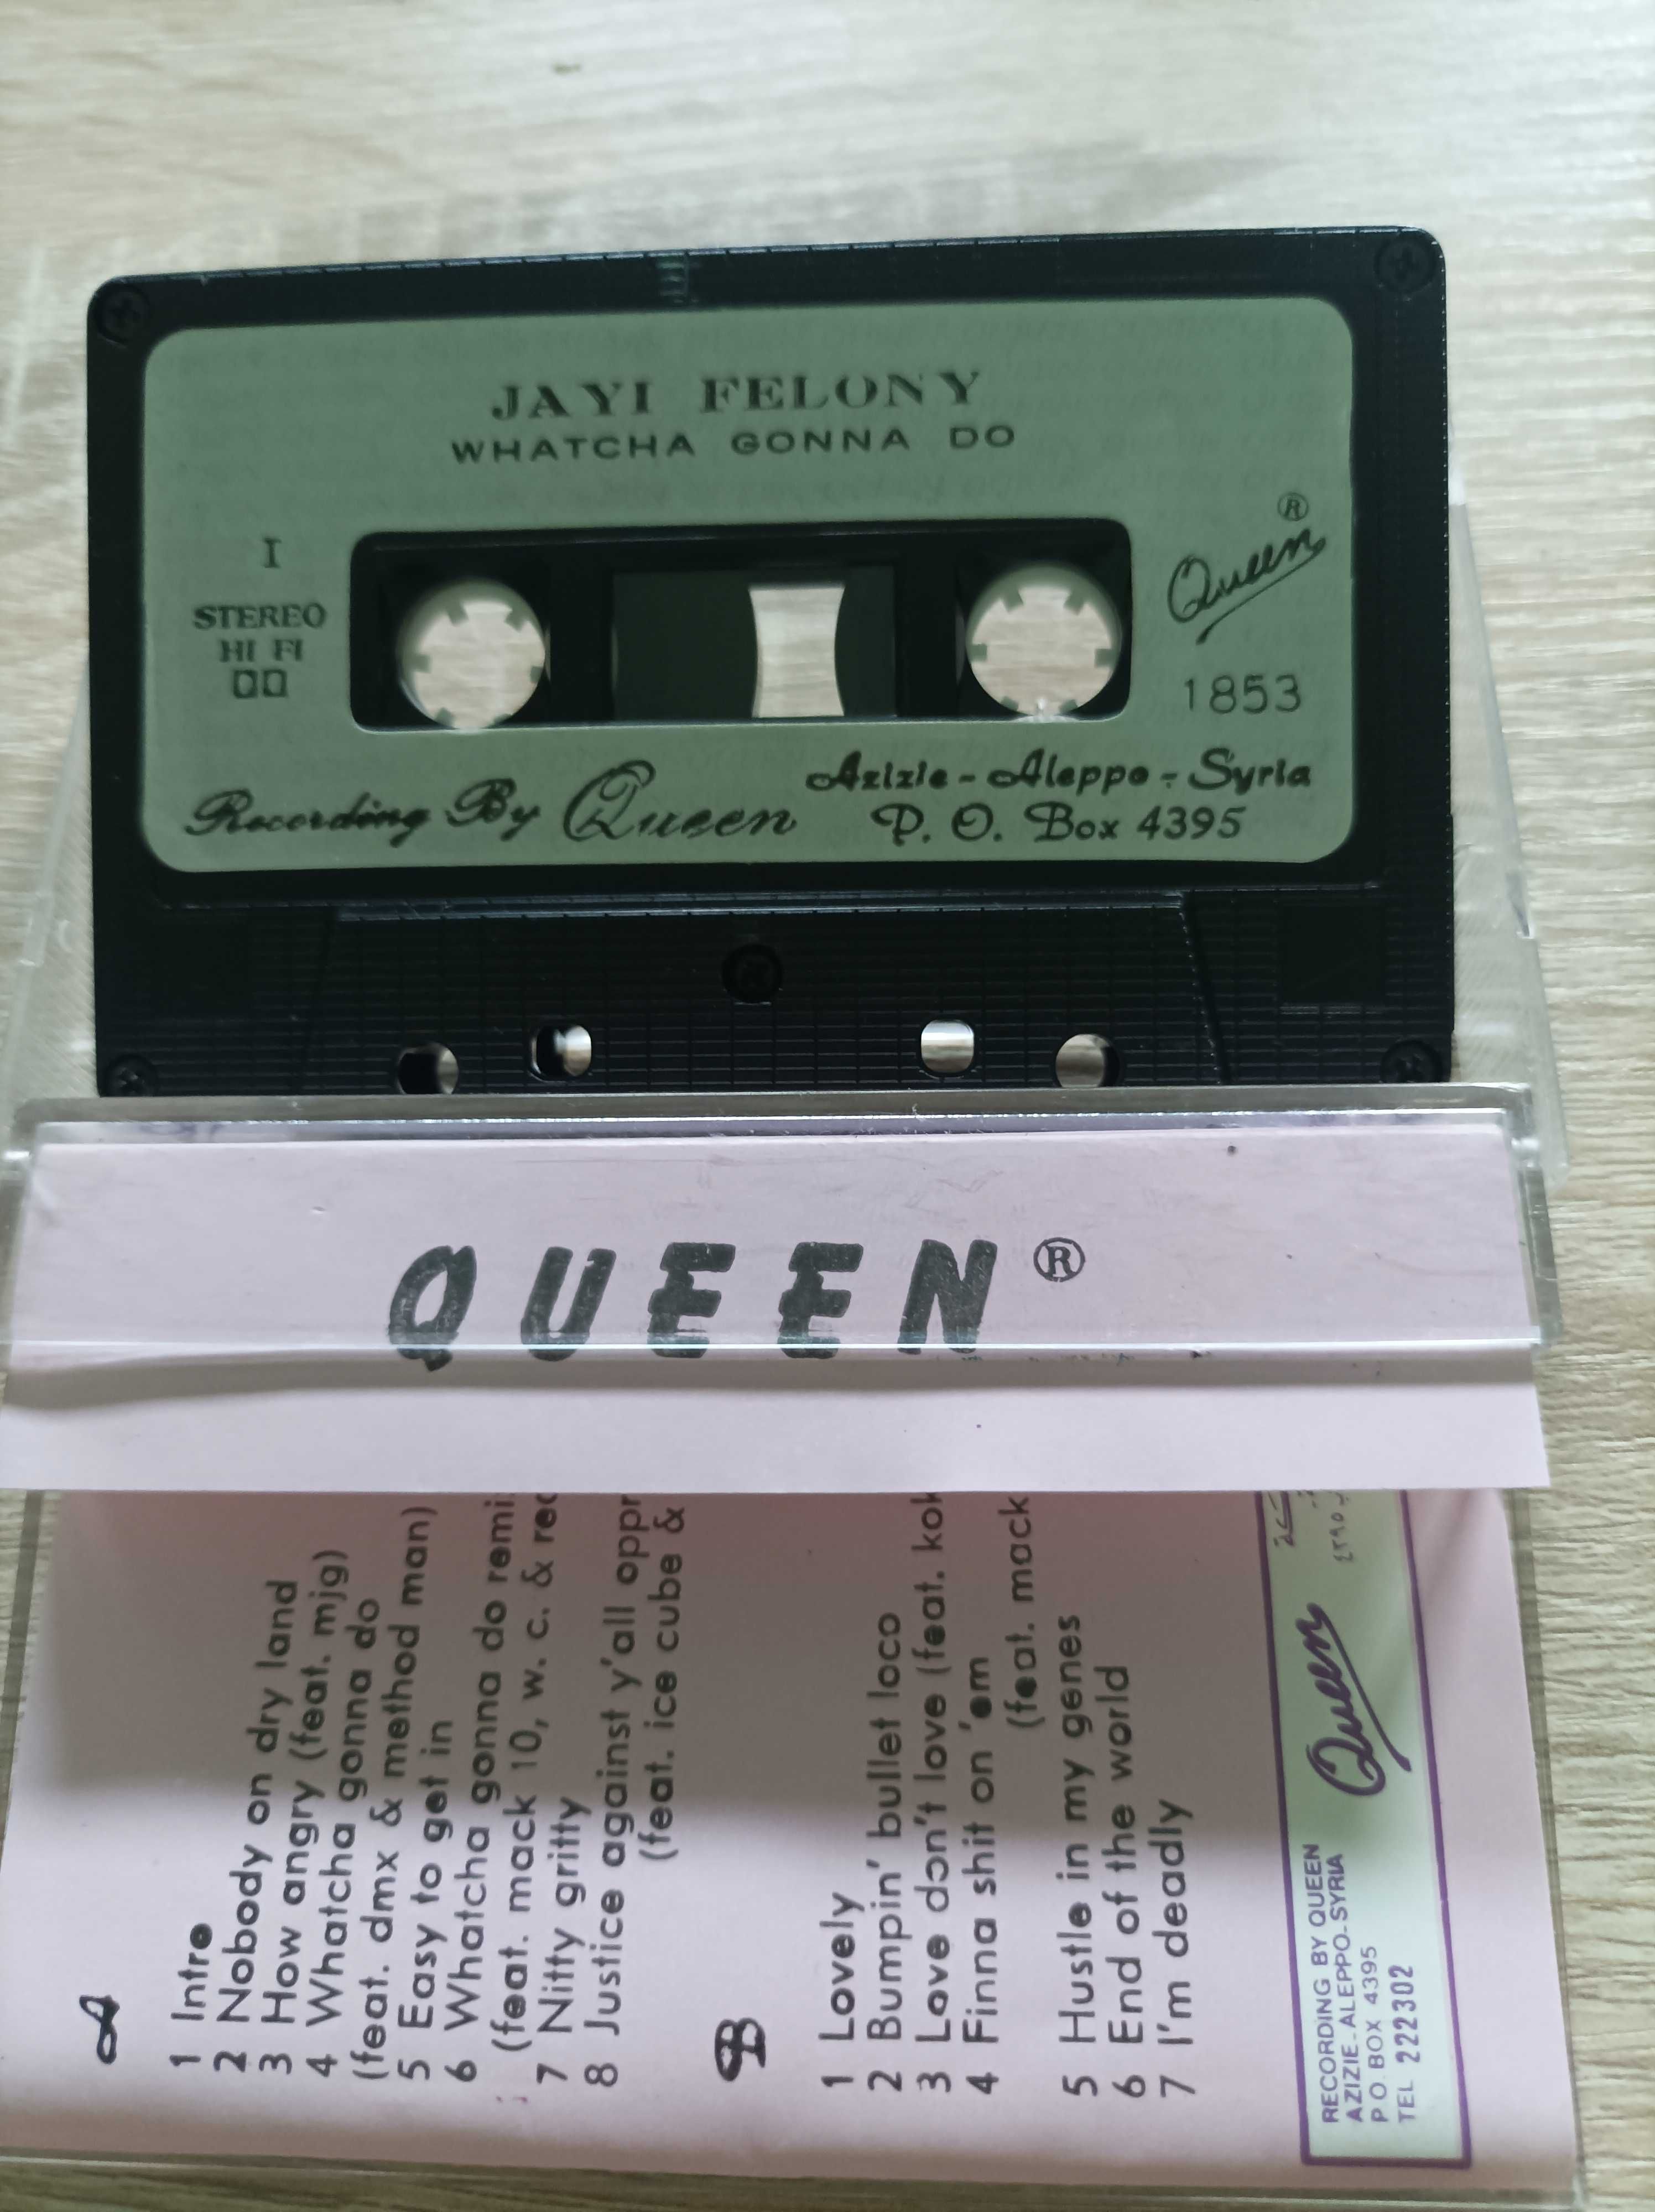 JAYI FELONY
WHATCHA GONNA DO
I
STEREO
HI FI
Queen®
1853
Recording By Queen
Azizie - Aleppo - Syria
P. O. Box 4395
QUEEN®
A
1 Intro
2 Nobody on dry land
3 How angry (feat. mjg)
4 Whatcha gonna do
(feat. dmx & method man)
5 Easy to get in
6 Whatcha gonna do remi
(feat. mack 10, w. c. & red
7 Nitty gritty
8 Justice against y'all oppr
(feat. ice cube &
B
1 Lovely
2 Bumpin' bullet loco
3 Love don't love (feat. kok
4 Finna shit on 'em
(feat. mack
5 Hustle in my genes
6 End of the world
7 I'm deadly
RECORDING BY QUEEN
AZIZIE-ALEPPO-SYRIA
P.O.BOX 4395
TEL 222302
Queen
٤٣٩٥